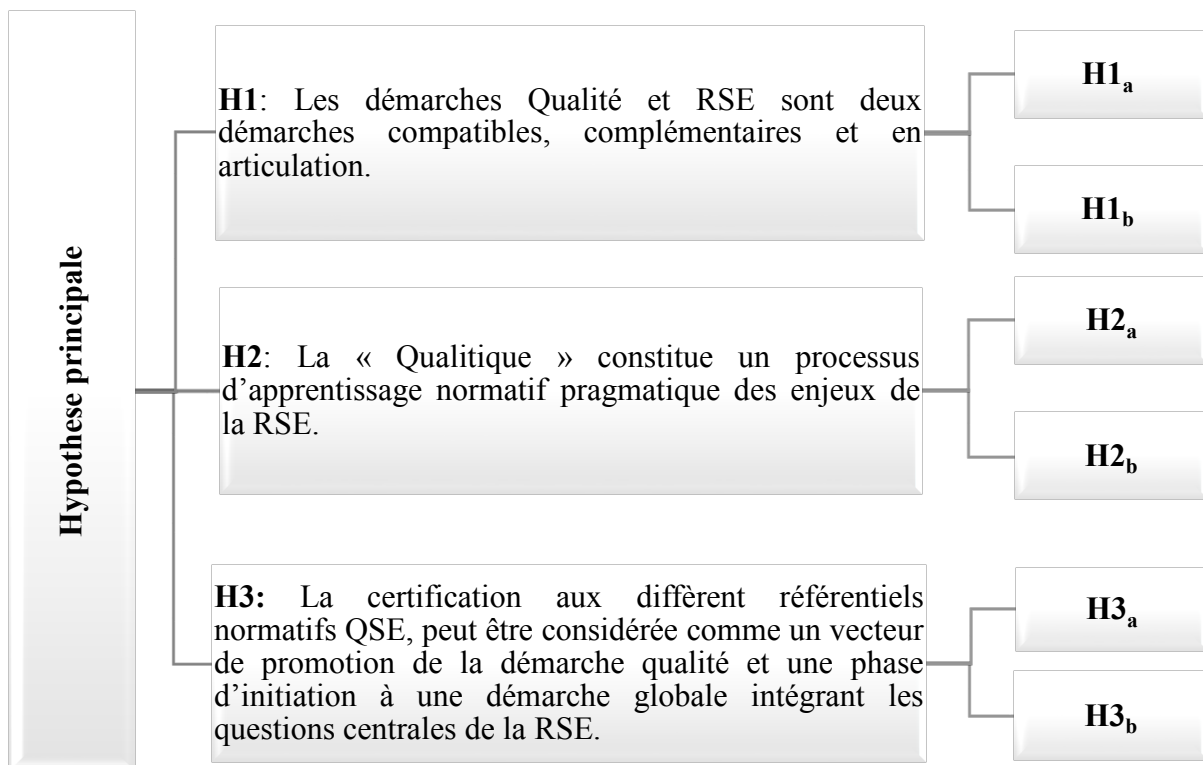 Hypothese principale
H1: Les démarches Qualité et RSE sont deux
démarches compatibles, complémentaires et en
articulation.
H1a
H1b
H2: La « Qualitique » constitue un processus
d’apprentissage normatif pragmatique des enjeux de
la RSE.
H2a
H2b
H3: La certification aux diffèrent référentiels
normatifs QSE, peut être considérée comme un vecteur
de promotion de la démarche qualité et une phase
d’initiation à une démarche globale intégrant les
questions centrales de la RSE.
H3a
H3b